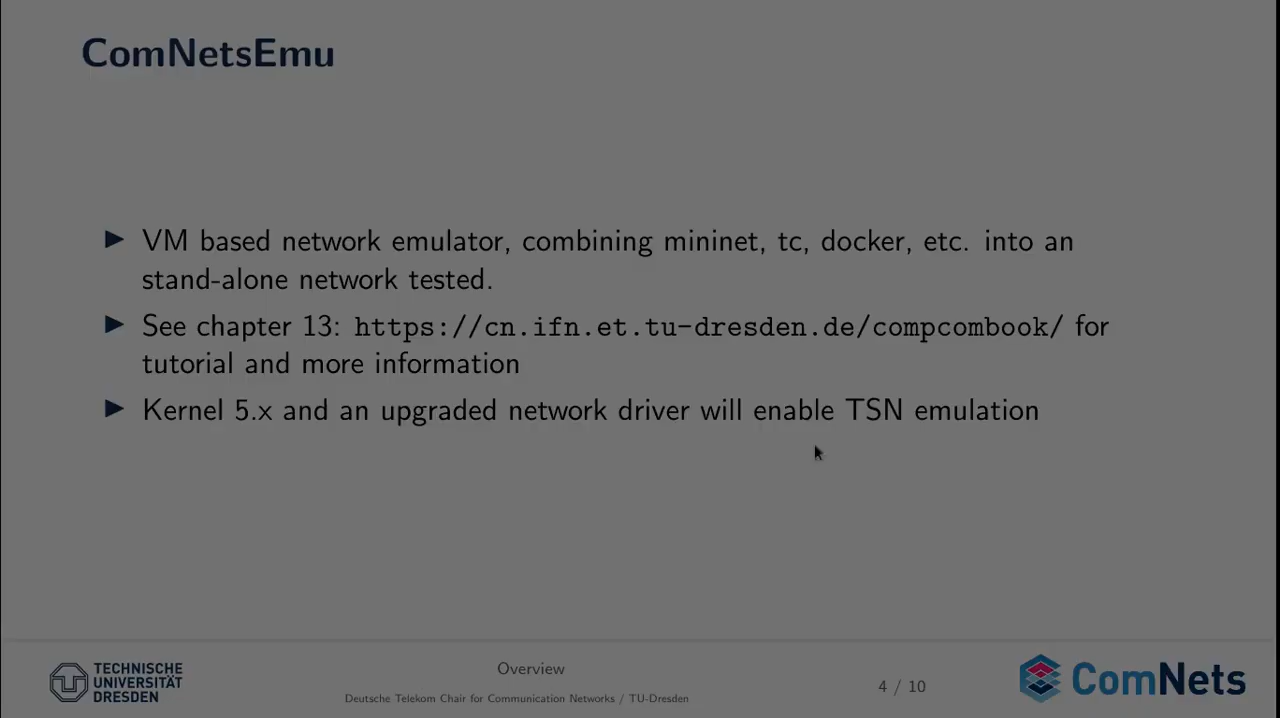 ComNetsEmu
VM based network emulator, combining mininet, tc, docker, etc. into an
stand-alone network tested.
See chapter 13: https://cn.ifn.et.tu-dresden.de/compcombook/ for
tutorial and more information
Kernel 5.x and an upgraded network driver will enable TSN emulation
TECHNISCHE
UNIVERSITÄT
DRESDEN
Overview
Deutsche Telekom Chair for Communication Networks / TU-Dresden
4 / 10
ComNets